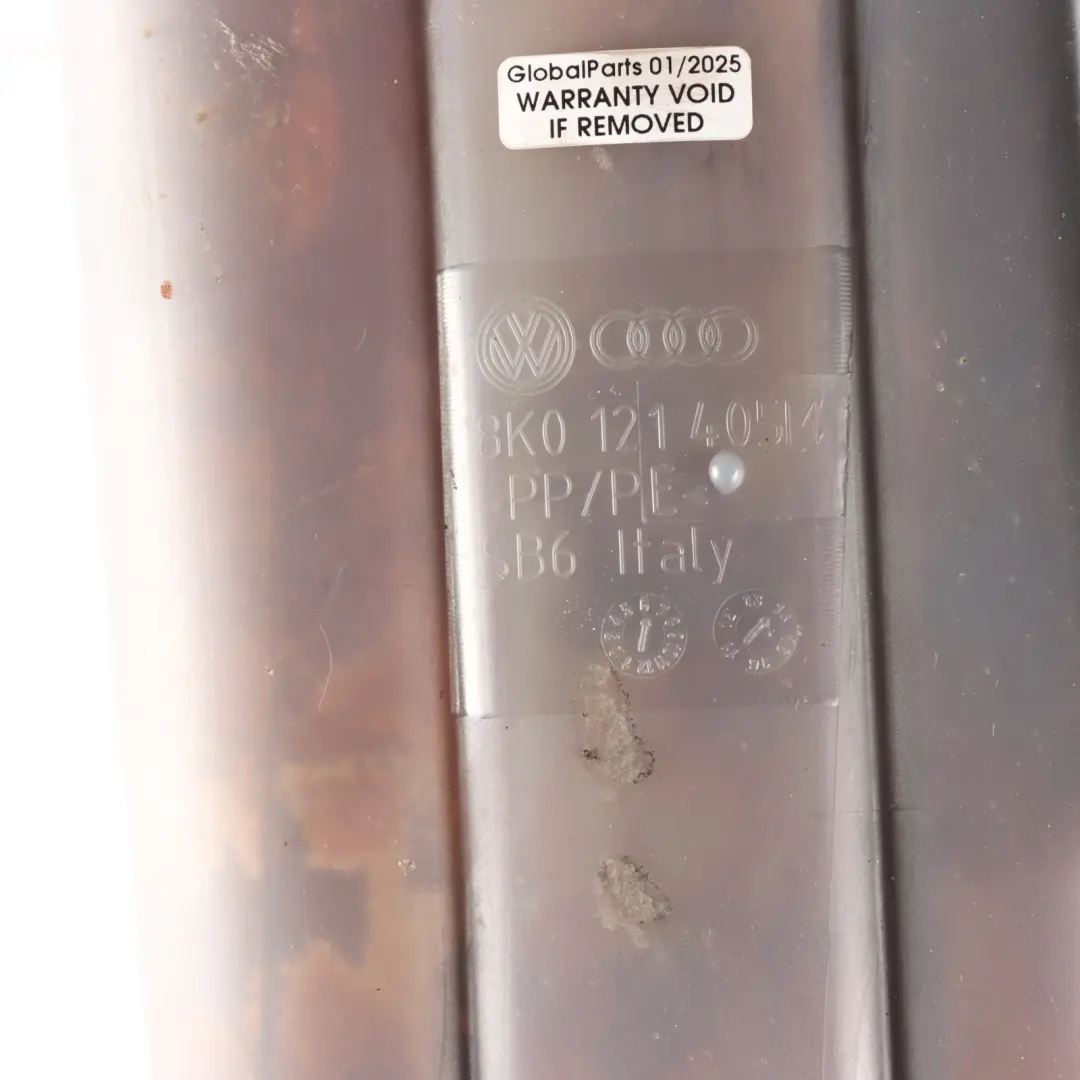 GlobalParts 01/2025
WARRANTY VOID
IF REMOVED
8K0 121 405
>PP/PE<
SB6 Italy